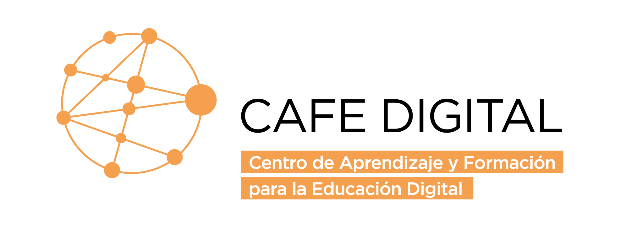 CAFE DIGITAL
Centro de Aprendizaje y Formación
para la Educación Digital